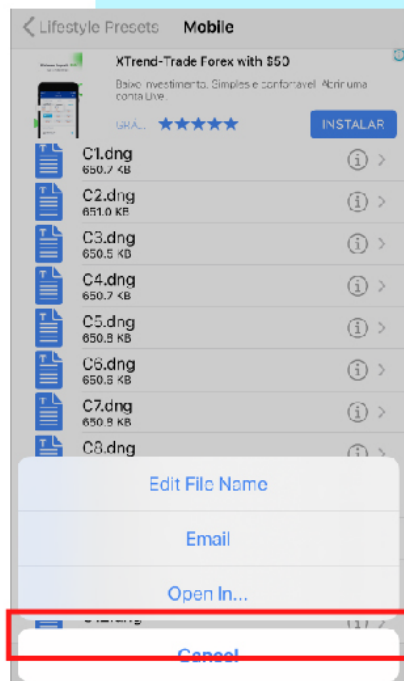 Lifestyle Presets Mobile
XTrend-Trade Forex with $50
Baixo investimento. Simples e confortavel. Abrir uma
conta Live.
GRÁ... ★★★★★ INSTALAR
C1.dng
650.7 KB
C2.dng
651.0 KB
C3.dng
650.5 KB
C4.dng
650.7 KB
C5.dng
650.8 KB
C6.dng
650.6 KB
C7.dng
650.9 KB
C8.dng
Edit File Name
Email
Open In...
Cancel